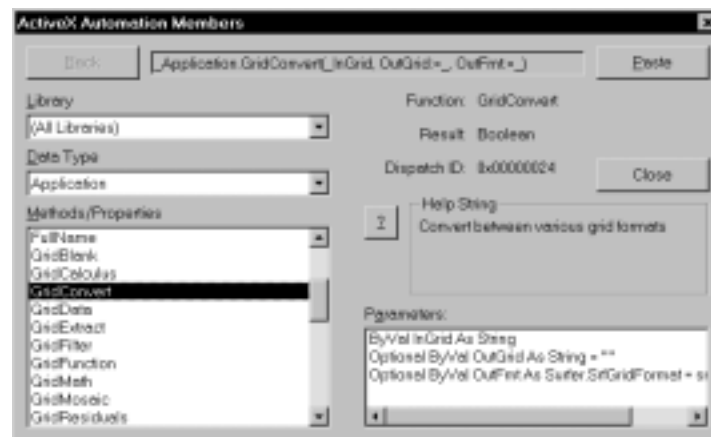 ActiveX Automation Members
Back
_Application.GridConvert(_InGrid, OutGrid:=_, OutFmt:=_)
Paste
Library
(All Libraries)
Data Type
Application
Methods/Properties
FullName
GridBlank
GridCalculus
GridConvert
GridData
GridExtract
GridFilter
GridFunction
GridMath
GridMosaic
GridResiduals
Function: GridConvert
Result: Boolean
Dispatch ID: 0x00000024
Close
?
Help String
Convert between various grid formats
Parameters:
ByVal InGrid As String
Optional ByVal OutGrid As String = ""
Optional ByVal OutFmt As Surfer.SrfGridFormat = sr